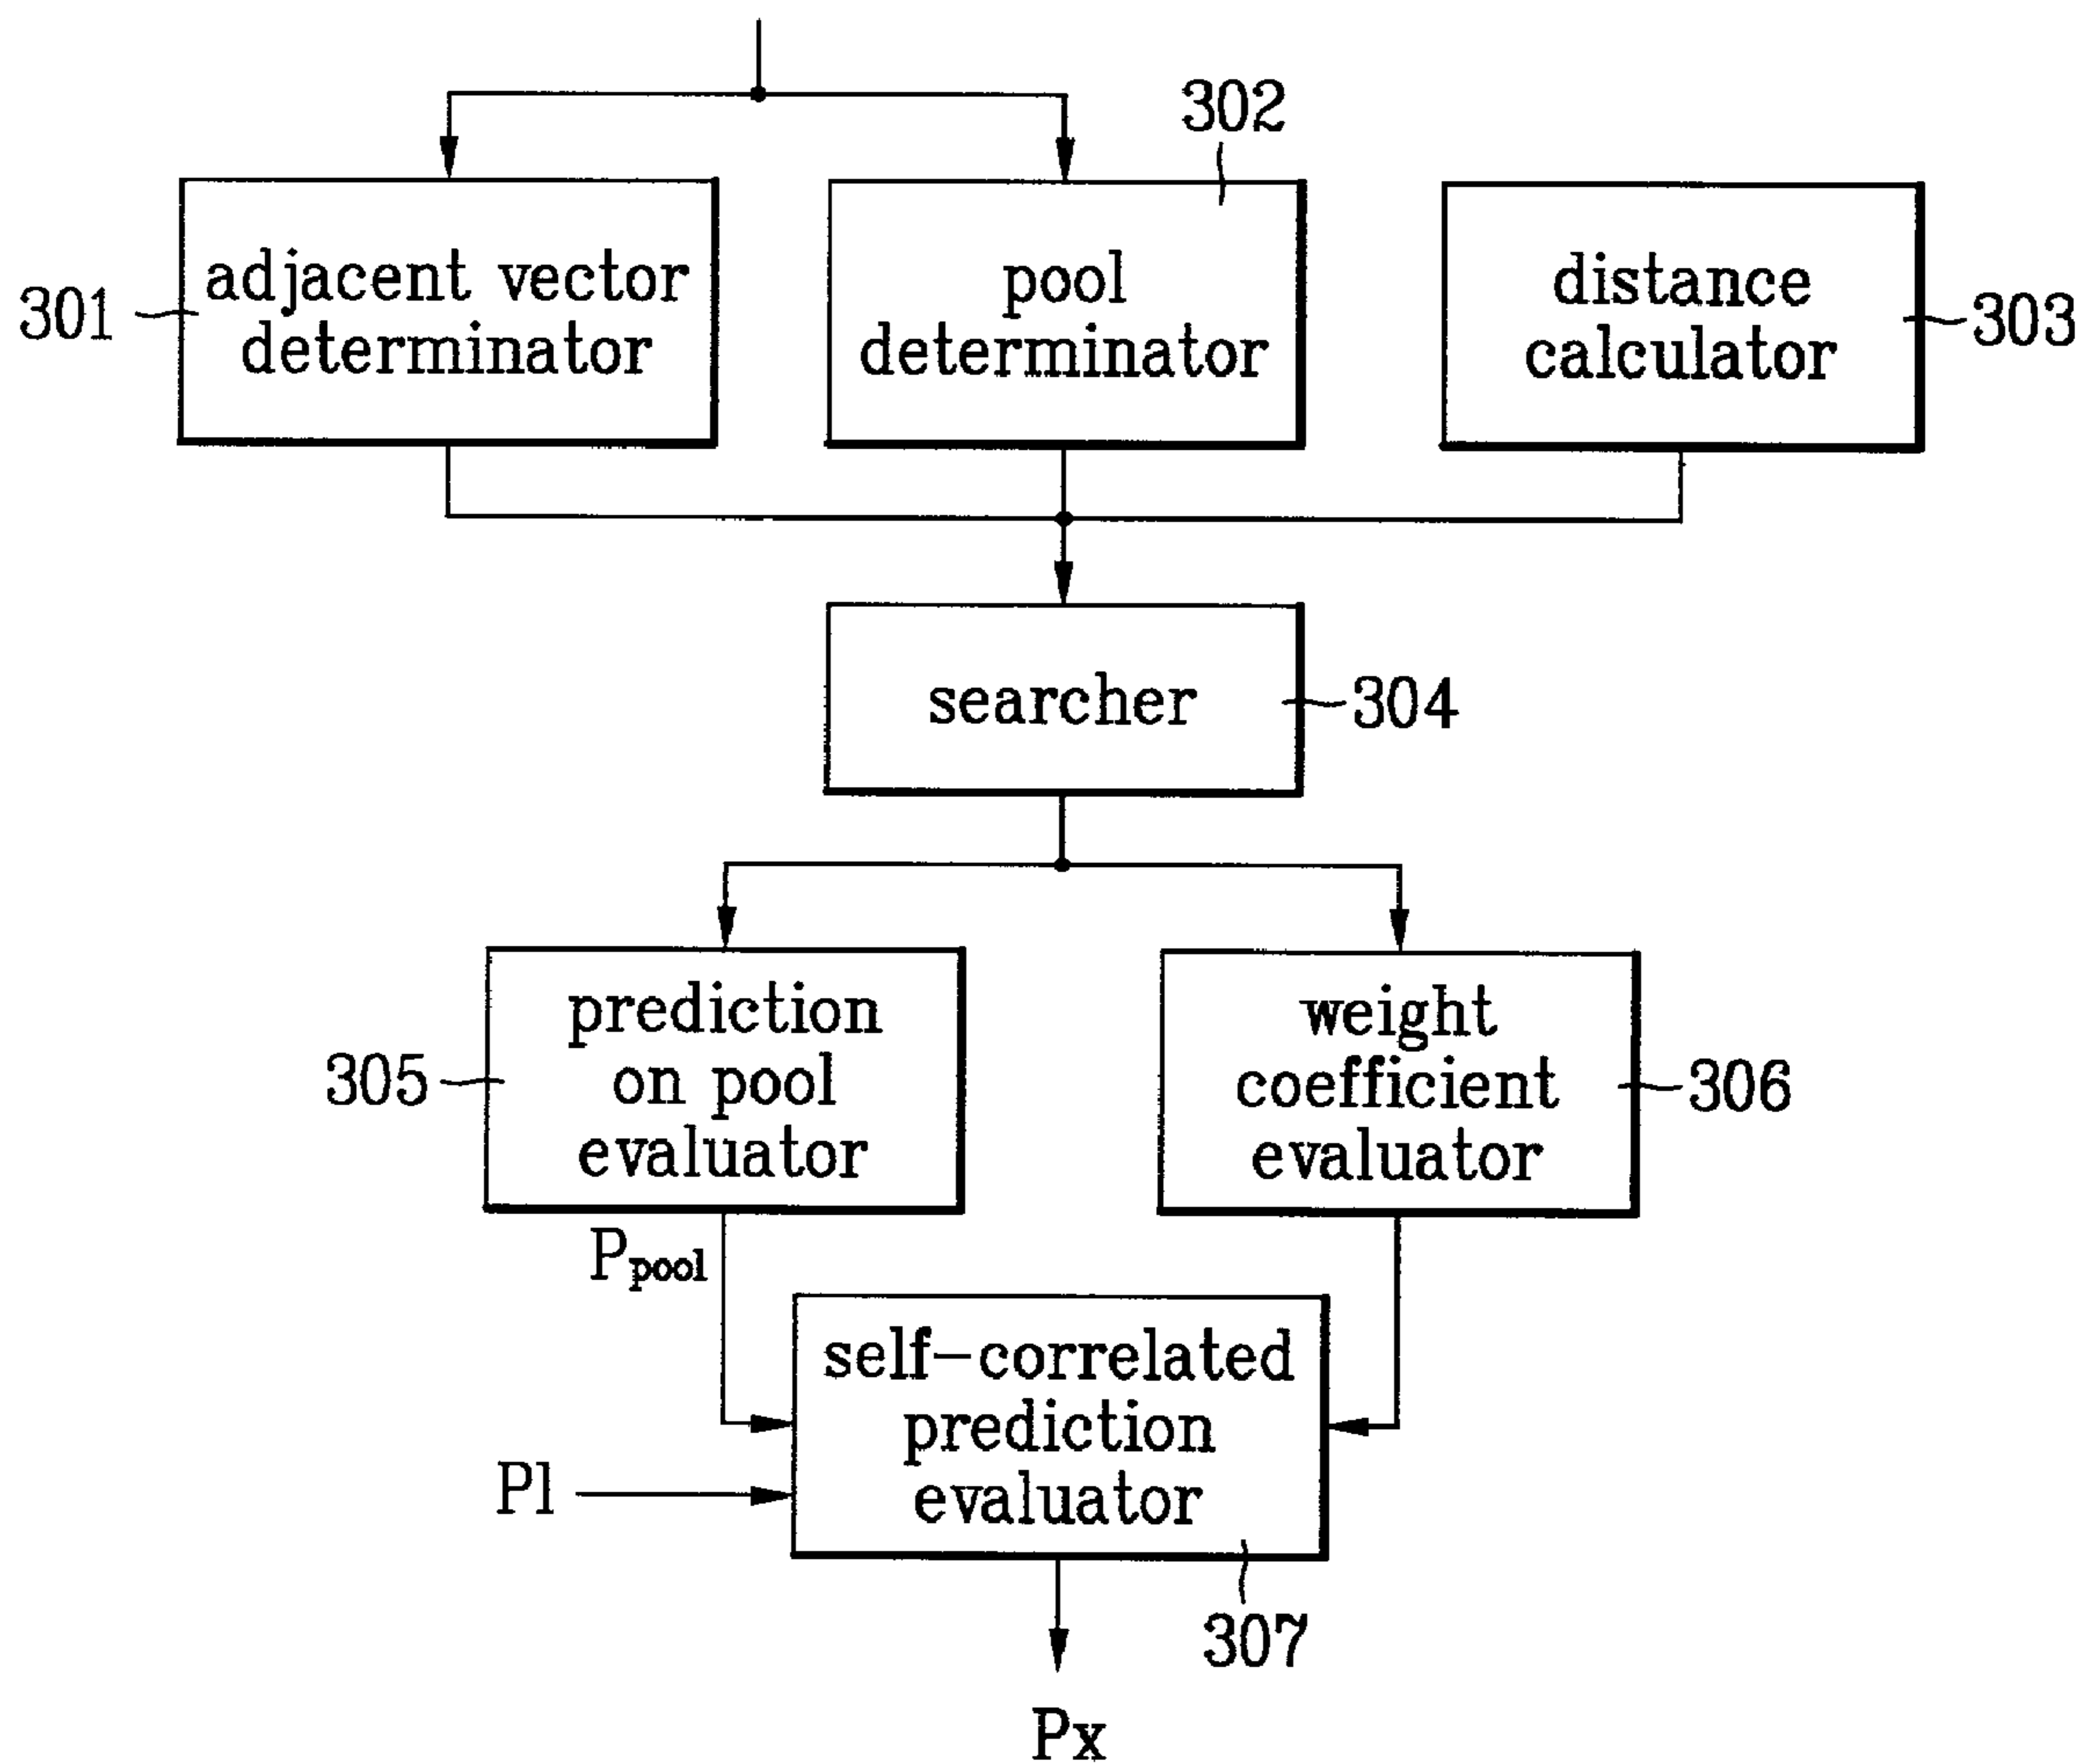 302
adjacent vector
determinator
301
pool
determinator
distance
calculator
303
searcher
304
prediction
on pool
evaluator
305
weight
coefficient
evaluator
306
Ppool
self-correlated
prediction
evaluator
Pl
307
Px